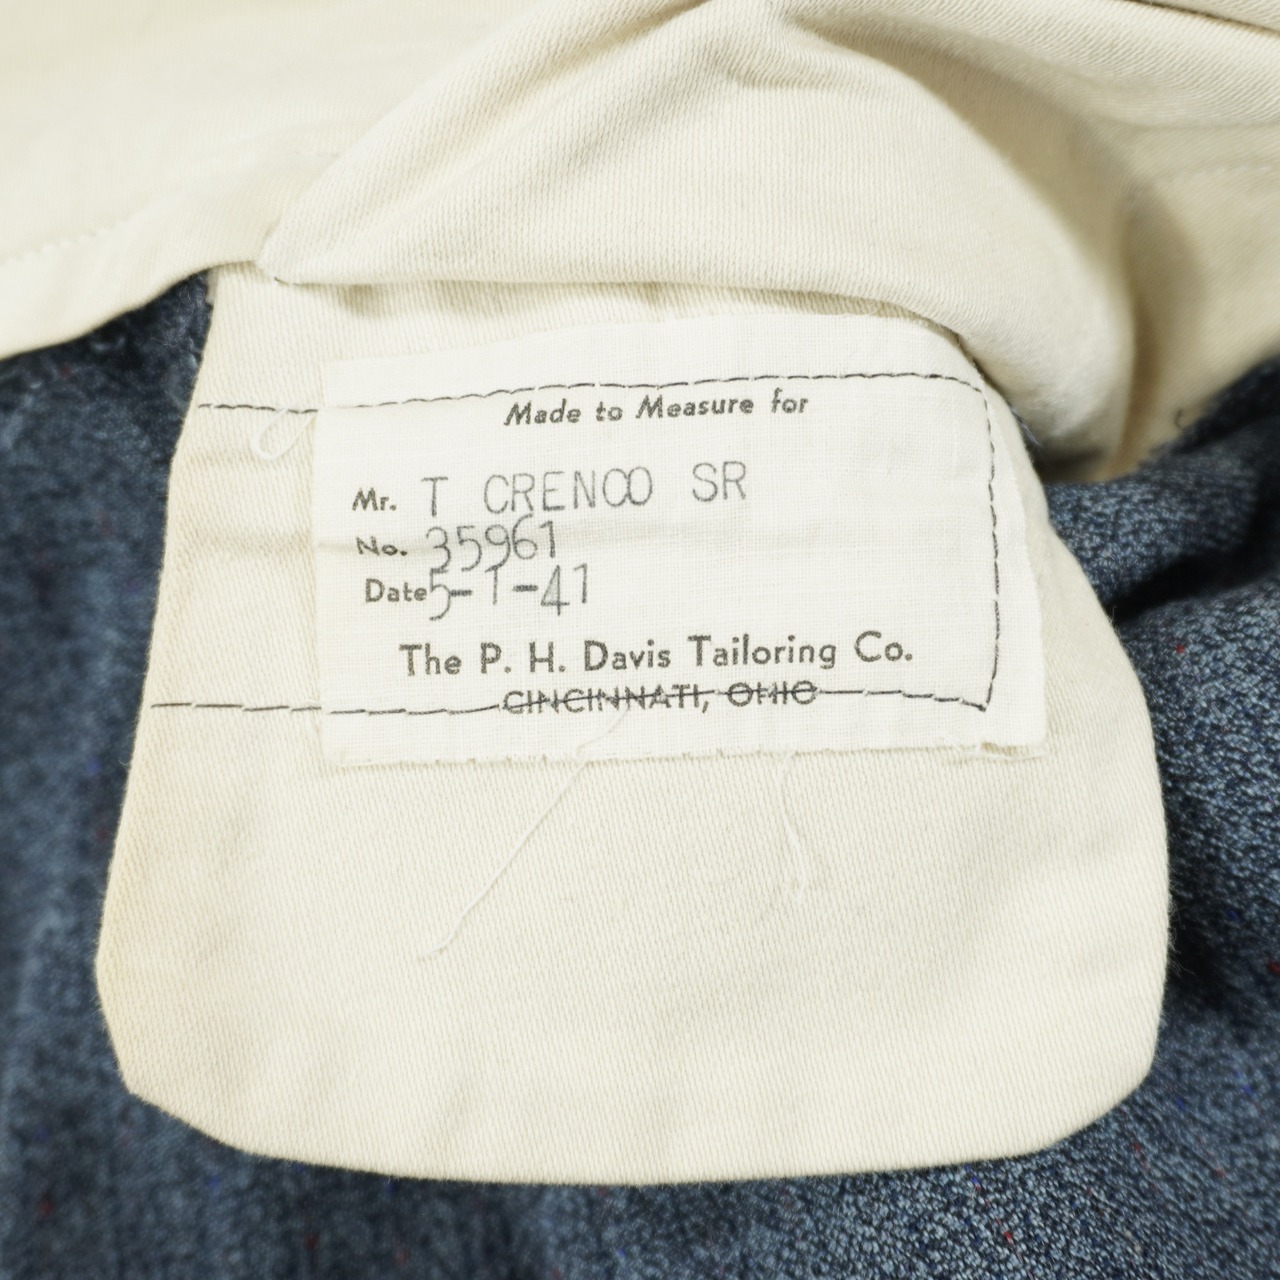 Made to Measure for
Mr. T CRENCO SR
No. 35961
Date 5-1-41
The P. H. Davis Tailoring Co.
CINCINNATI, OHIO